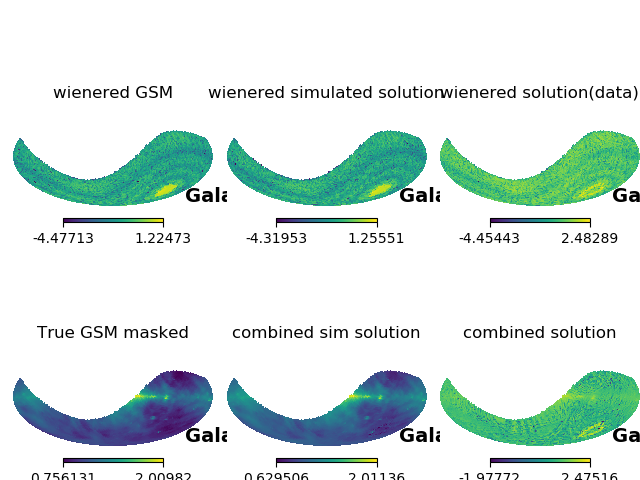 wienered GSM
wienered simulated solution
wienered solution(data)
Gala
Gala
Ga
-4.47713 1.22473
-4.31953 1.25551
-4.45443 2.48289
True GSM masked
combined sim solution
combined solution
Gala
Gala
Ga
0.756131 2.00982
0.629506 2.01136
-1.97772 2.47516